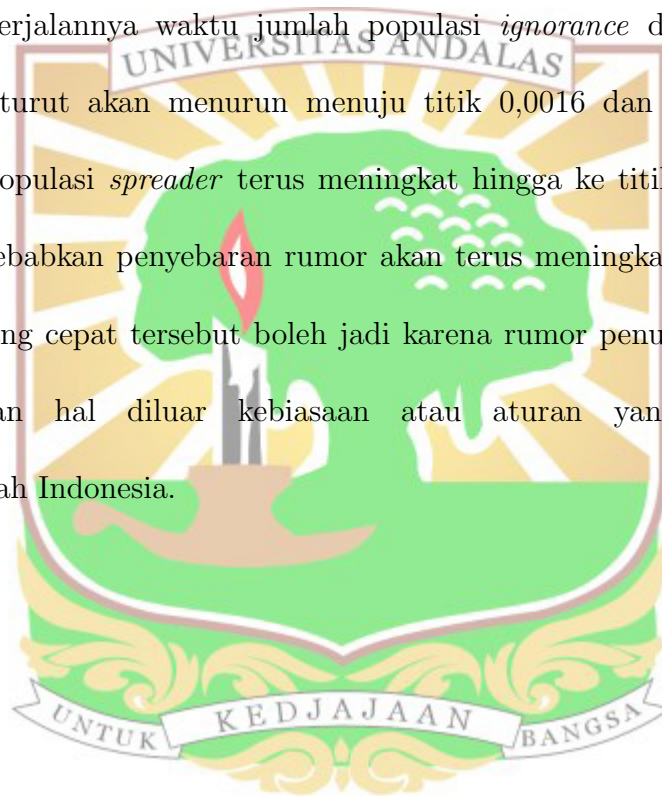 erjalannya waktu jumlah populasi ignorance d
UNIVERSITAS ANDALAS
turut akan menurun menuju titik 0,0016 dan
opulasi spreader terus meningkat hingga ke titi
ebabkan penyebaran rumor akan terus meningka
ng cepat tersebut boleh jadi karena rumor penu
an hal diluar kebiasaan atau aturan yan
ah Indonesia.
UNTUK KEDJAJAAN BANGSA